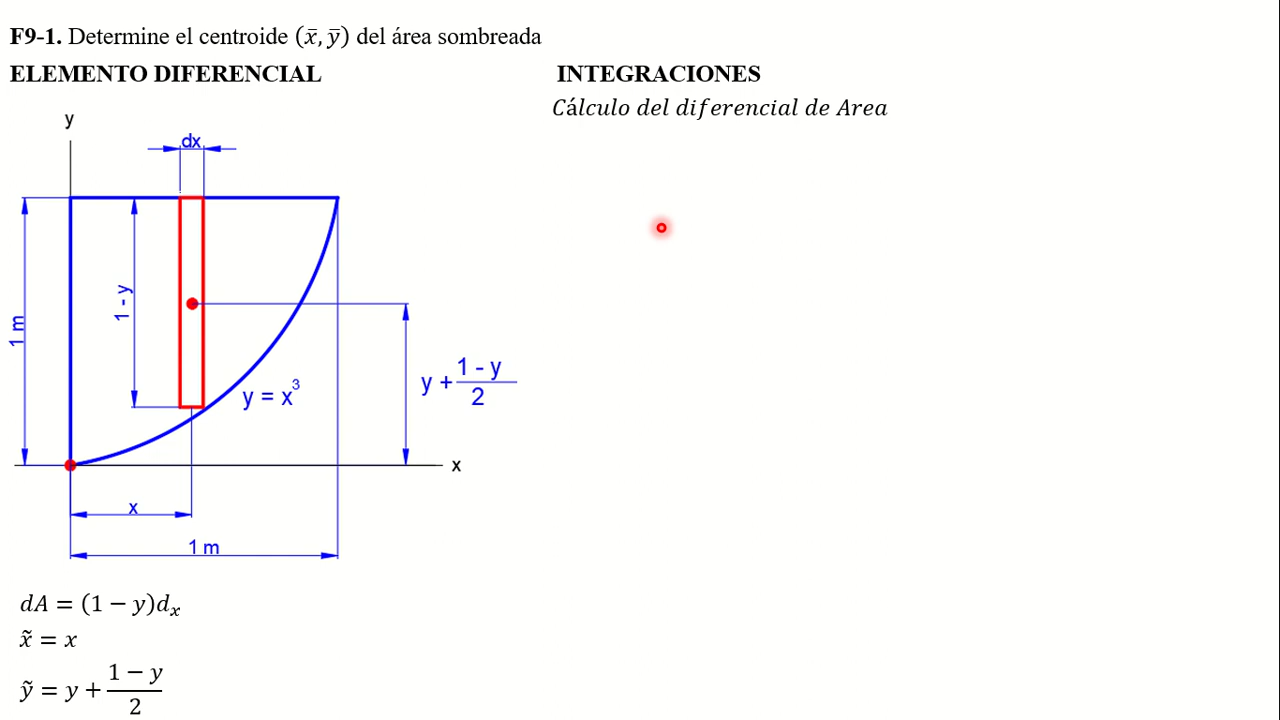 F9-1. Determine el centroide (x̄, ȳ) del área sombreada
ELEMENTO DIFERENCIAL
INTEGRACIONES
Cálculo del diferencial de Area
y
dx
1 - y
1 m
y = x³
y + (1 - y)/2
x
x
1 m
dA = (1 − y)dₓ
x̃ = x
ỹ = y + (1 − y)/2